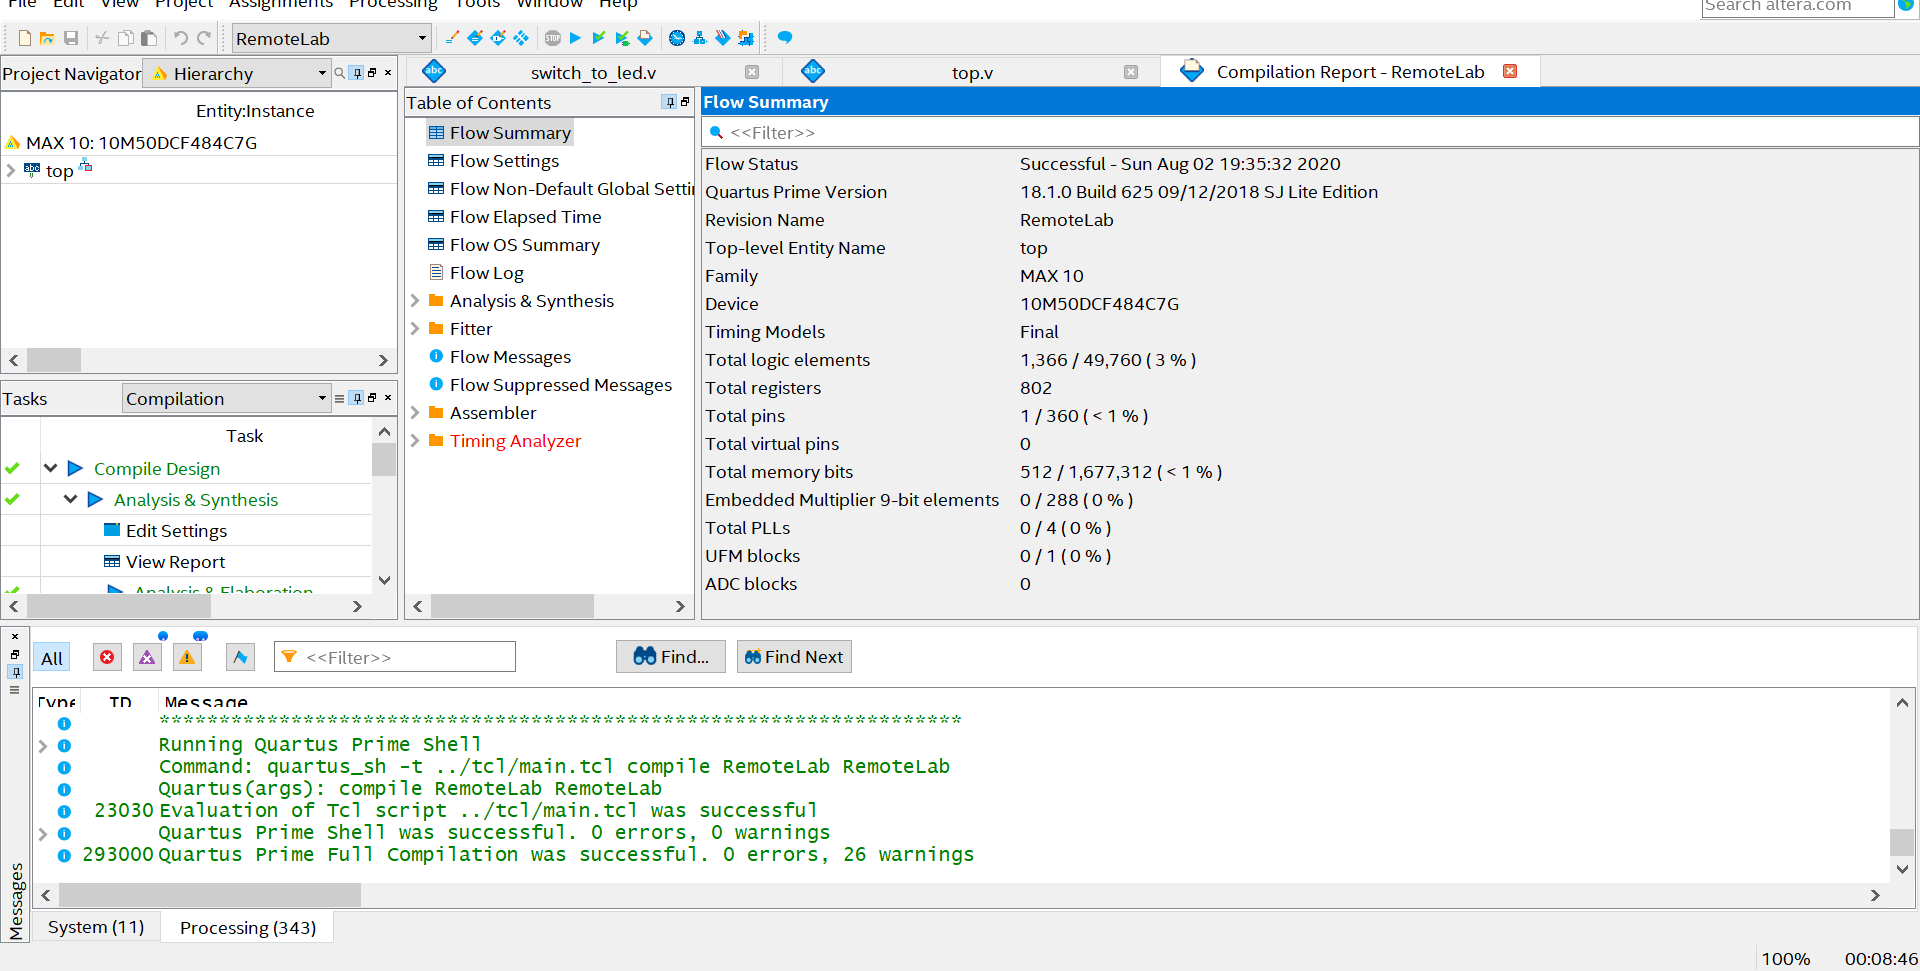 File Edit View Project Assignments Processing Tools Window Help
Search altera.com
STOP
RemoteLab
Project Navigator Hierarchy
Entity:Instance
MAX 10: 10M50DCF484C7G
abc top
Tasks Compilation
Task
Compile Design
Analysis & Synthesis
Edit Settings
View Report
Analysis & Elaboration
abc switch_to_led.v
abc top.v
Compilation Report - RemoteLab
Table of Contents
Flow Summary
Flow Settings
Flow Non-Default Global Setti
Flow Elapsed Time
Flow OS Summary
Flow Log
Analysis & Synthesis
Fitter
Flow Messages
Flow Suppressed Messages
Assembler
Timing Analyzer
Flow Summary
<<Filter>>
Flow Status Successful - Sun Aug 02 19:35:32 2020
Quartus Prime Version 18.1.0 Build 625 09/12/2018 SJ Lite Edition
Revision Name RemoteLab
Top-level Entity Name top
Family MAX 10
Device 10M50DCF484C7G
Timing Models Final
Total logic elements 1,366 / 49,760 ( 3 % )
Total registers 802
Total pins 1 / 360 ( < 1 % )
Total virtual pins 0
Total memory bits 512 / 1,677,312 ( < 1 % )
Embedded Multiplier 9-bit elements 0 / 288 ( 0 % )
Total PLLs 0 / 4 ( 0 % )
UFM blocks 0 / 1 ( 0 % )
ADC blocks 0
All <<Filter>> Find... Find Next
Type ID Message
*******************************************************************
Running Quartus Prime Shell
Command: quartus_sh -t ../tcl/main.tcl compile RemoteLab RemoteLab
Quartus(args): compile RemoteLab RemoteLab
23030 Evaluation of Tcl script ../tcl/main.tcl was successful
Quartus Prime Shell was successful. 0 errors, 0 warnings
293000 Quartus Prime Full Compilation was successful. 0 errors, 26 warnings
Messages
System (11) Processing (343)
100% 00:08:46